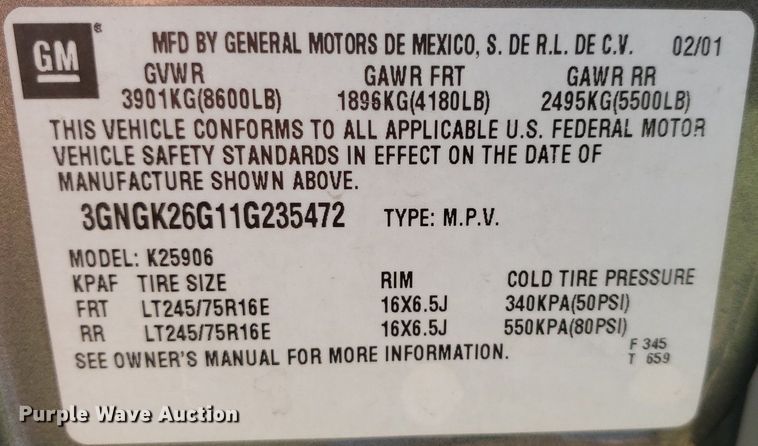 GM® MFD BY GENERAL MOTORS DE MEXICO, S. DE R.L. DE C.V. 02/01
GVWR GAWR FRT GAWR RR
3901KG(8600LB) 1896KG(4180LB) 2495KG(5500LB)
THIS VEHICLE CONFORMS TO ALL APPLICABLE U.S. FEDERAL MOTOR
VEHICLE SAFETY STANDARDS IN EFFECT ON THE DATE OF
MANUFACTURE SHOWN ABOVE.
3GNGK26G11G235472 TYPE: M.P.V.
MODEL: K25906
KPAF TIRE SIZE RIM COLD TIRE PRESSURE
FRT LT245/75R16E 16X6.5J 340KPA(50PSI)
RR LT245/75R16E 16X6.5J 550KPA(80PSI)
SEE OWNER'S MANUAL FOR MORE INFORMATION.
F 345
T 659
Purple Wave Auction